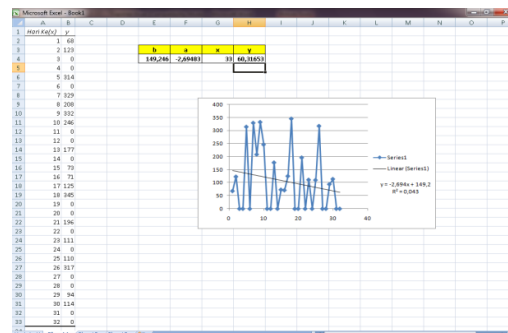 Microsoft Excel - Book1
A B C D E F G H I J K L M N O P
1 Hari Ke(x) y
2 1 68
3 2 123 b a x y
4 3 0 149,246 -2,69483 33 60,31653
5 4 0
6 5 314
7 6 0
8 7 329
9 8 208
10 9 332
11 10 246
12 11 0
13 12 0
14 13 177
15 14 0
16 15 73
17 16 71
18 17 125
19 18 345
20 19 0
21 20 0
22 21 196
23 22 0
24 23 111
25 24 0
26 25 110
27 26 317
28 27 0
29 28 0
30 29 94
31 30 114
32 31 0
33 32 0
400
350
300
250
200
150
100
50
0
0 10 20 30 40
Series1
Linear (Series1)
y = -2,694x + 149,2
R² = 0,043